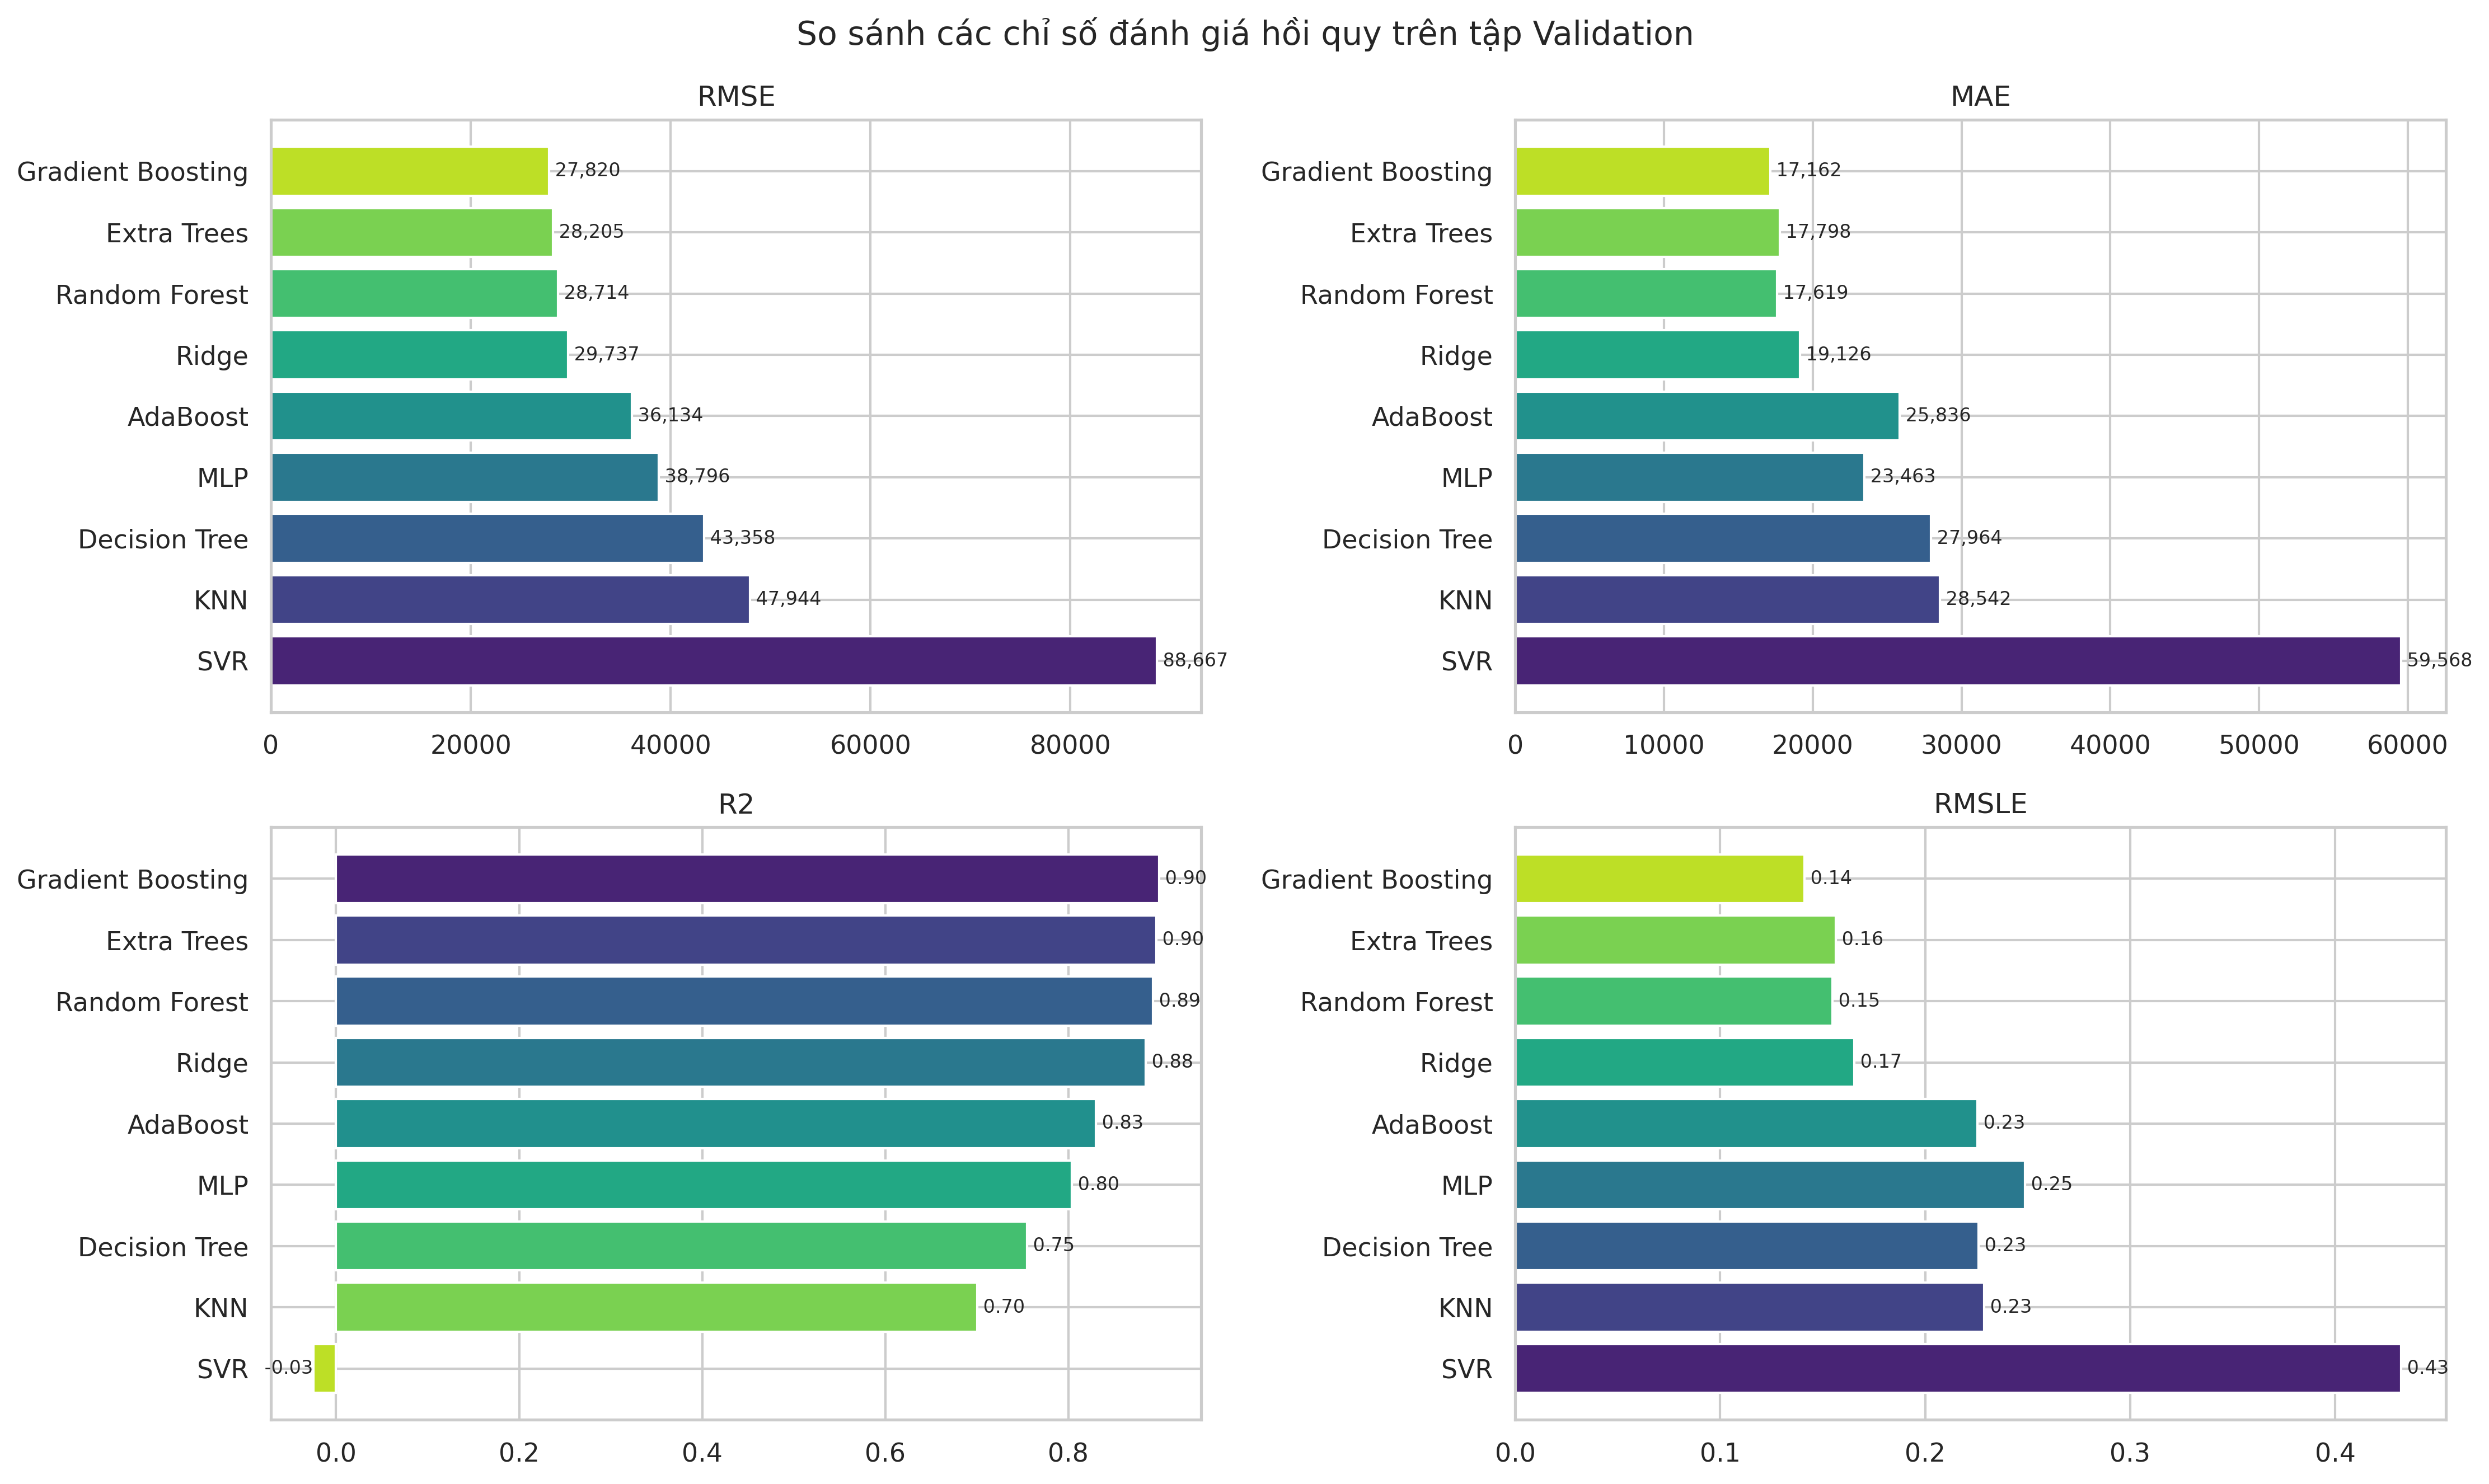 So sánh các chỉ số đánh giá hồi quy trên tập Validation
RMSE
Gradient Boosting 27,820
Extra Trees 28,205
Random Forest 28,714
Ridge 29,737
AdaBoost 36,134
MLP 38,796
Decision Tree 43,358
KNN 47,944
SVR 88,667
0 20000 40000 60000 80000
MAE
Gradient Boosting 17,162
Extra Trees 17,798
Random Forest 17,619
Ridge 19,126
AdaBoost 25,836
MLP 23,463
Decision Tree 27,964
KNN 28,542
SVR 59,568
0 10000 20000 30000 40000 50000 60000
R2
Gradient Boosting 0.90
Extra Trees 0.90
Random Forest 0.89
Ridge 0.88
AdaBoost 0.83
MLP 0.80
Decision Tree 0.75
KNN 0.70
SVR -0.03
0.0 0.2 0.4 0.6 0.8
RMSLE
Gradient Boosting 0.14
Extra Trees 0.16
Random Forest 0.15
Ridge 0.17
AdaBoost 0.23
MLP 0.25
Decision Tree 0.23
KNN 0.23
SVR 0.43
0.0 0.1 0.2 0.3 0.4